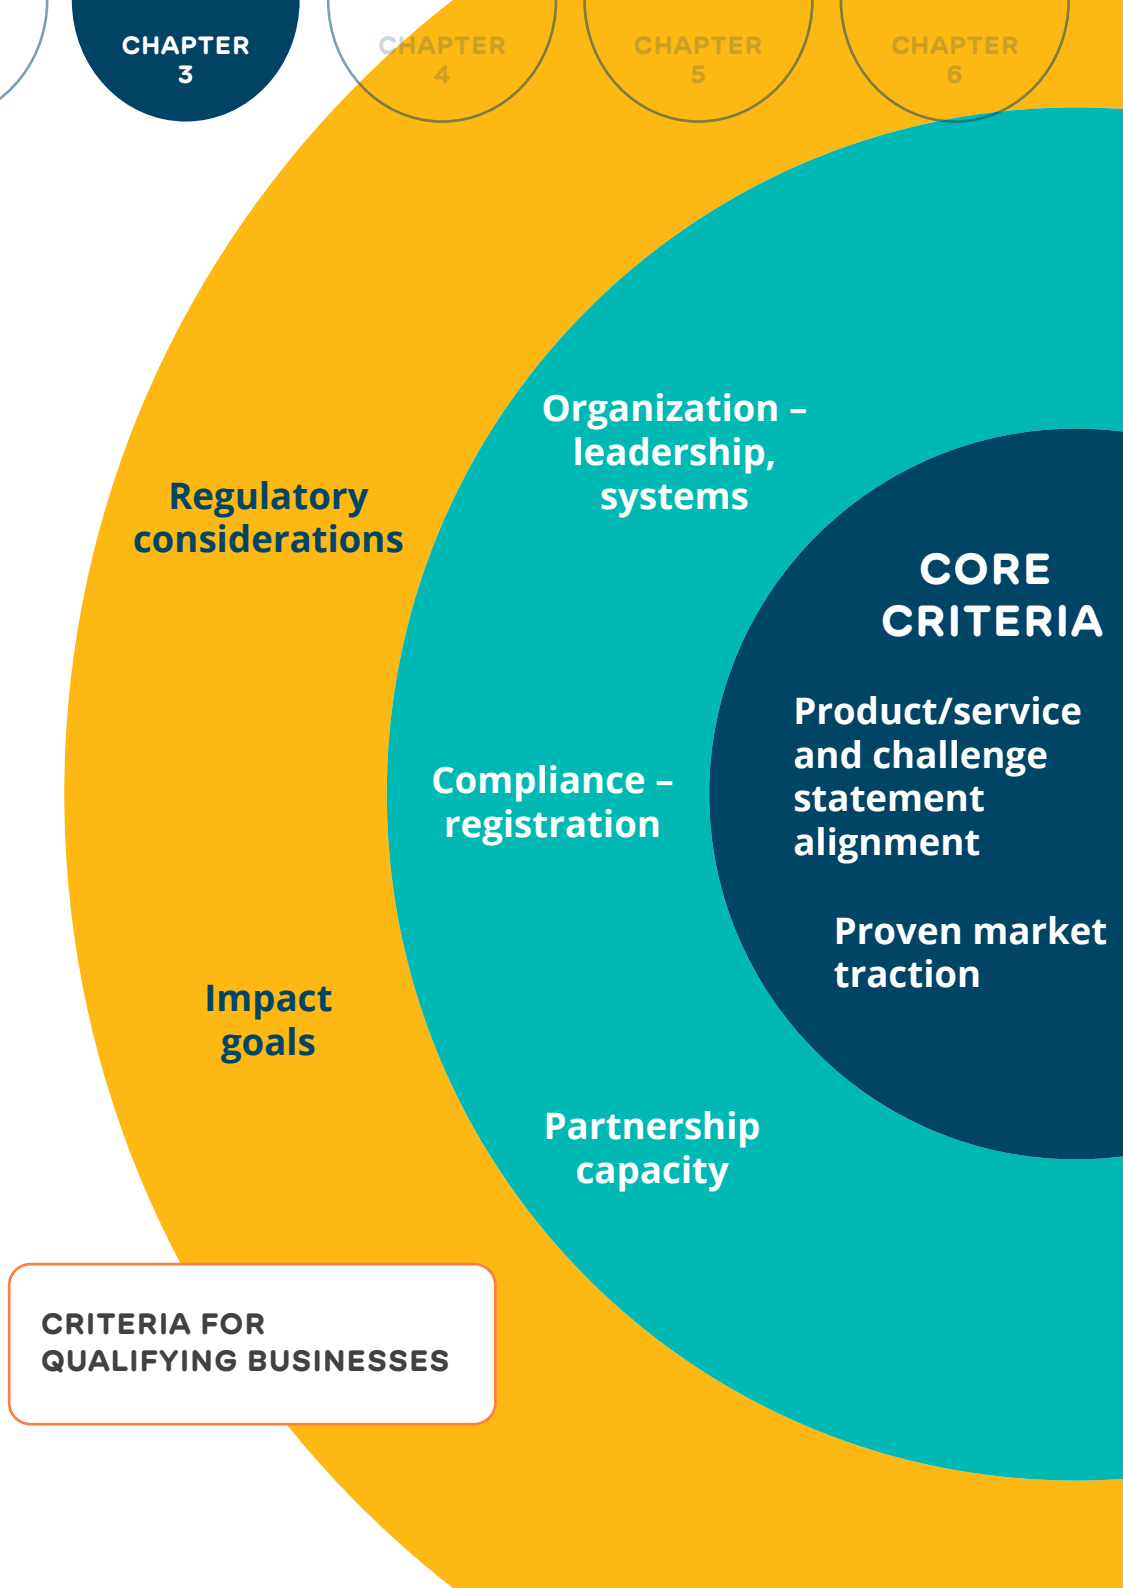 CHAPTER
3
CHAPTER
4
CHAPTER
5
CHAPTER
6
Organization –
leadership,
systems
Regulatory
considerations
CORE
CRITERIA
Product/service
and challenge
statement
alignment
Compliance –
registration
Proven market
traction
Impact
goals
Partnership
capacity
CRITERIA FOR
QUALIFYING BUSINESSES